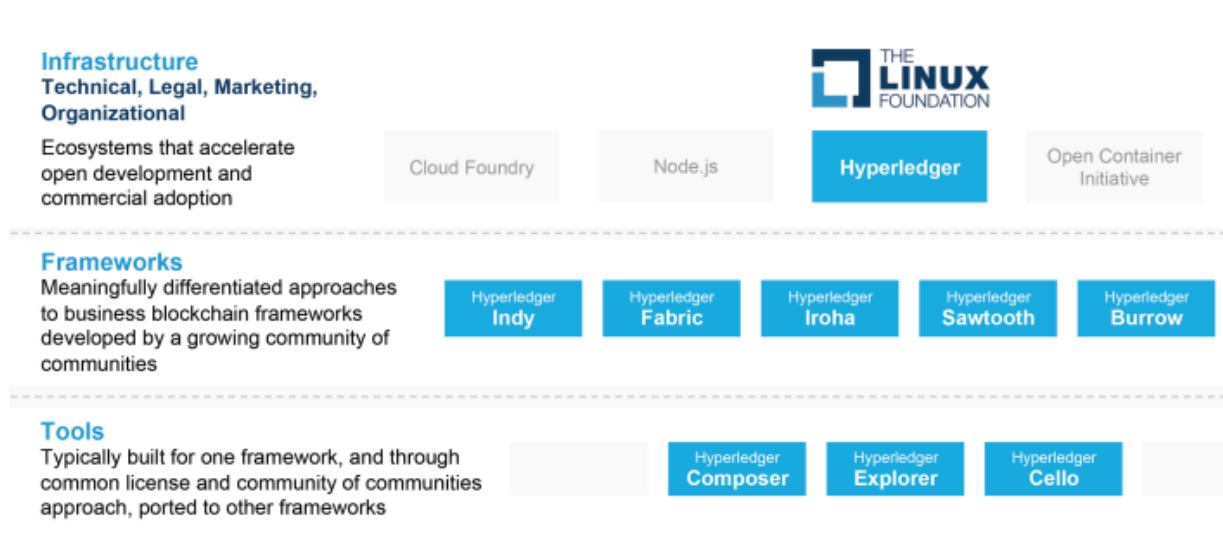 Infrastructure
Technical, Legal, Marketing,
Organizational
Ecosystems that accelerate
open development and
commercial adoption
THE
LINUX
FOUNDATION
Cloud Foundry
Node.js
Hyperledger
Open Container
Initiative
Frameworks
Meaningfully differentiated approaches
to business blockchain frameworks
developed by a growing community of
communities
Hyperledger
Indy
Hyperledger
Fabric
Hyperledger
Iroha
Hyperledger
Sawtooth
Hyperledger
Burrow
Tools
Typically built for one framework, and through
common license and community of communities
approach, ported to other frameworks
Hyperledger
Composer
Hyperledger
Explorer
Hyperledger
Cello